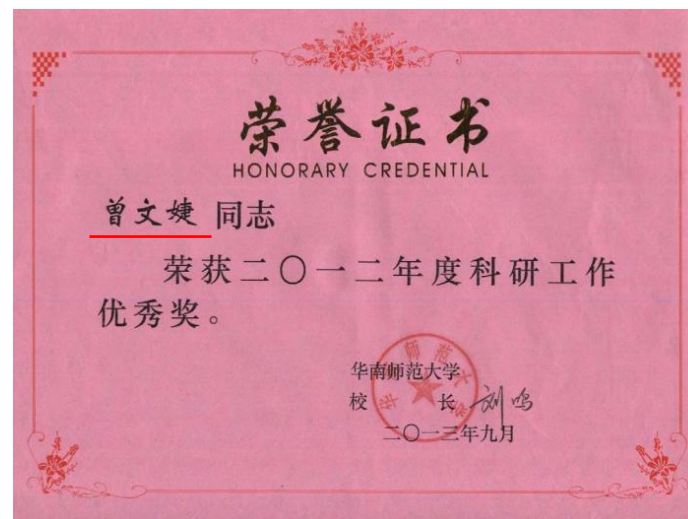 荣誉证书
HONORARY CREDENTIAL
曾文婕 同志
荣获二〇一二年度科研工作
优秀奖。
华南师范大学
校 长 刘鸣
二〇一三年九月